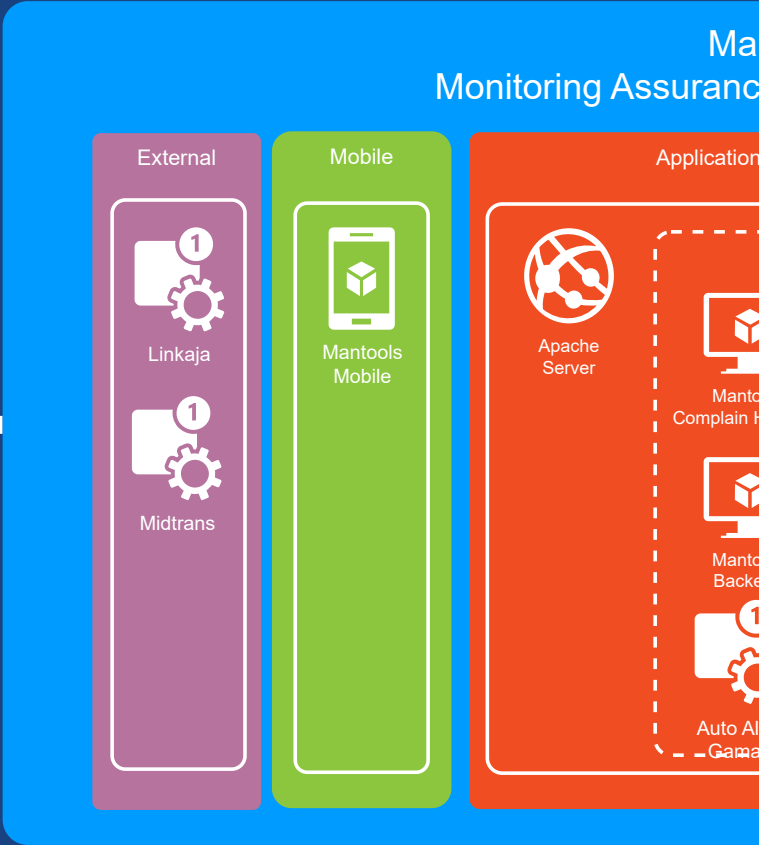 Ma
Monitoring Assuranc
External
Mobile
Application
1
Linkaja
1
Midtrans
Mantools
Mobile
Apache
Server
Manto
Complain H
Manto
Backe
1
Auto Al
Gama